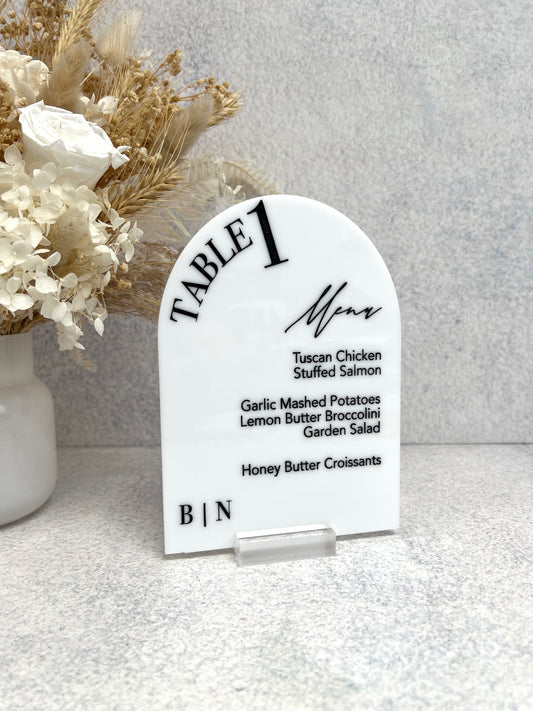 TABLE 1
Menu
Tuscan Chicken
Stuffed Salmon
Garlic Mashed Potatoes
Lemon Butter Broccolini
Garden Salad
Honey Butter Croissants
B | N